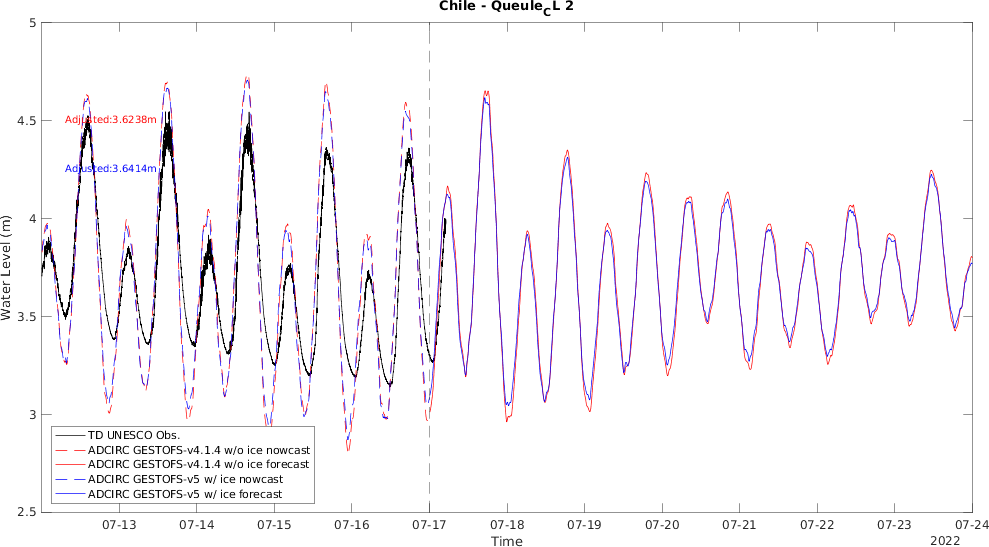 Chile - Queule_CL 2
Water Level (m)
5
4.5
4
3.5
3
2.5
Adjusted:3.6238m
Adjusted:3.6414m
TD UNESCO Obs.
ADCIRC GESTOFS-v4.1.4 w/o ice nowcast
ADCIRC GESTOFS-v4.1.4 w/o ice forecast
ADCIRC GESTOFS-v5 w/ ice nowcast
ADCIRC GESTOFS-v5 w/ ice forecast
07-13 07-14 07-15 07-16 07-17 07-18 07-19 07-20 07-21 07-22 07-23 07-24
Time
2022